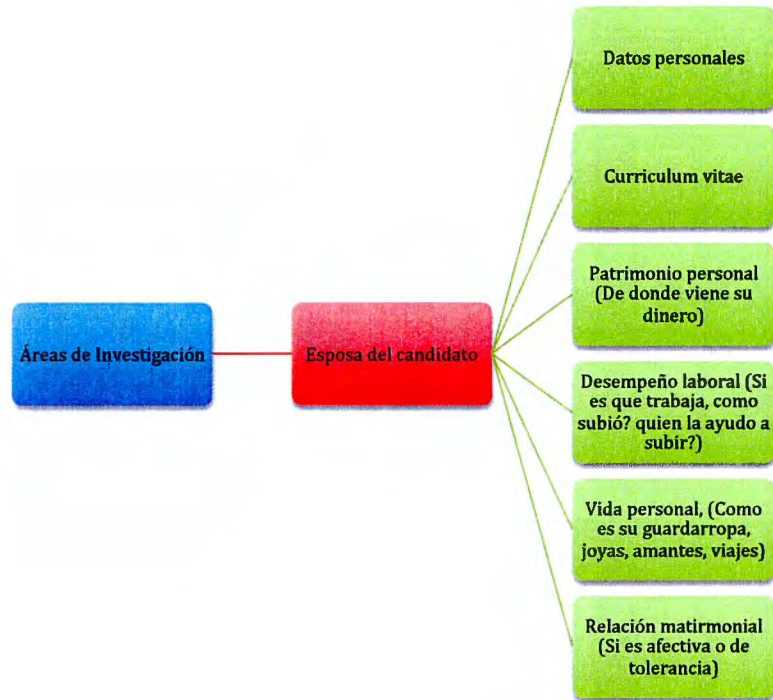 Datos personales
Curriculum vitae
Patrimonio personal
(De donde viene su
dinero)
Áreas de Investigación
Esposa del candidato
Desempeño laboral (Si
es que trabaja, como
subió? quien la ayudo a
subir?)
Vida personal, (Como
es su guardarropa,
joyas, amantes, viajes)
Relación matirmonial
(Si es afectiva o de
tolerancia)